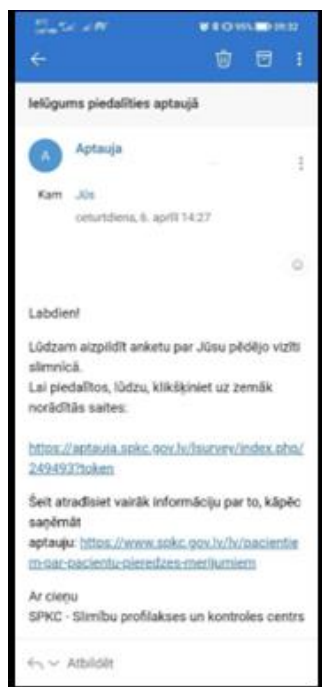 09:32
Ielūgums piedalīties aptaujā
A
Aptauja
Kam Jūs
ceturtdiena, 6. aprīlī 14:27
Labdien!
Lūdzam aizpildīt anketu par Jūsu pēdējo vizīti
slimnīcā.
Lai piedalītos, lūdzu, klikšķiniet uz zemāk
norādītās saites:
https://aptauja.spkc.gov.lv/lsurvey/index.php/
249493?token
Šeit atradīsiet vairāk informāciju par to, kāpēc
saņēmāt
aptauju: https://www.spkc.gov.lv/lv/pacientie
m-par-pacientu-pieredzes-merijumiem
Ar cieņu
SPKC - Slimību profilakses un kontroles centrs
Atbildēt